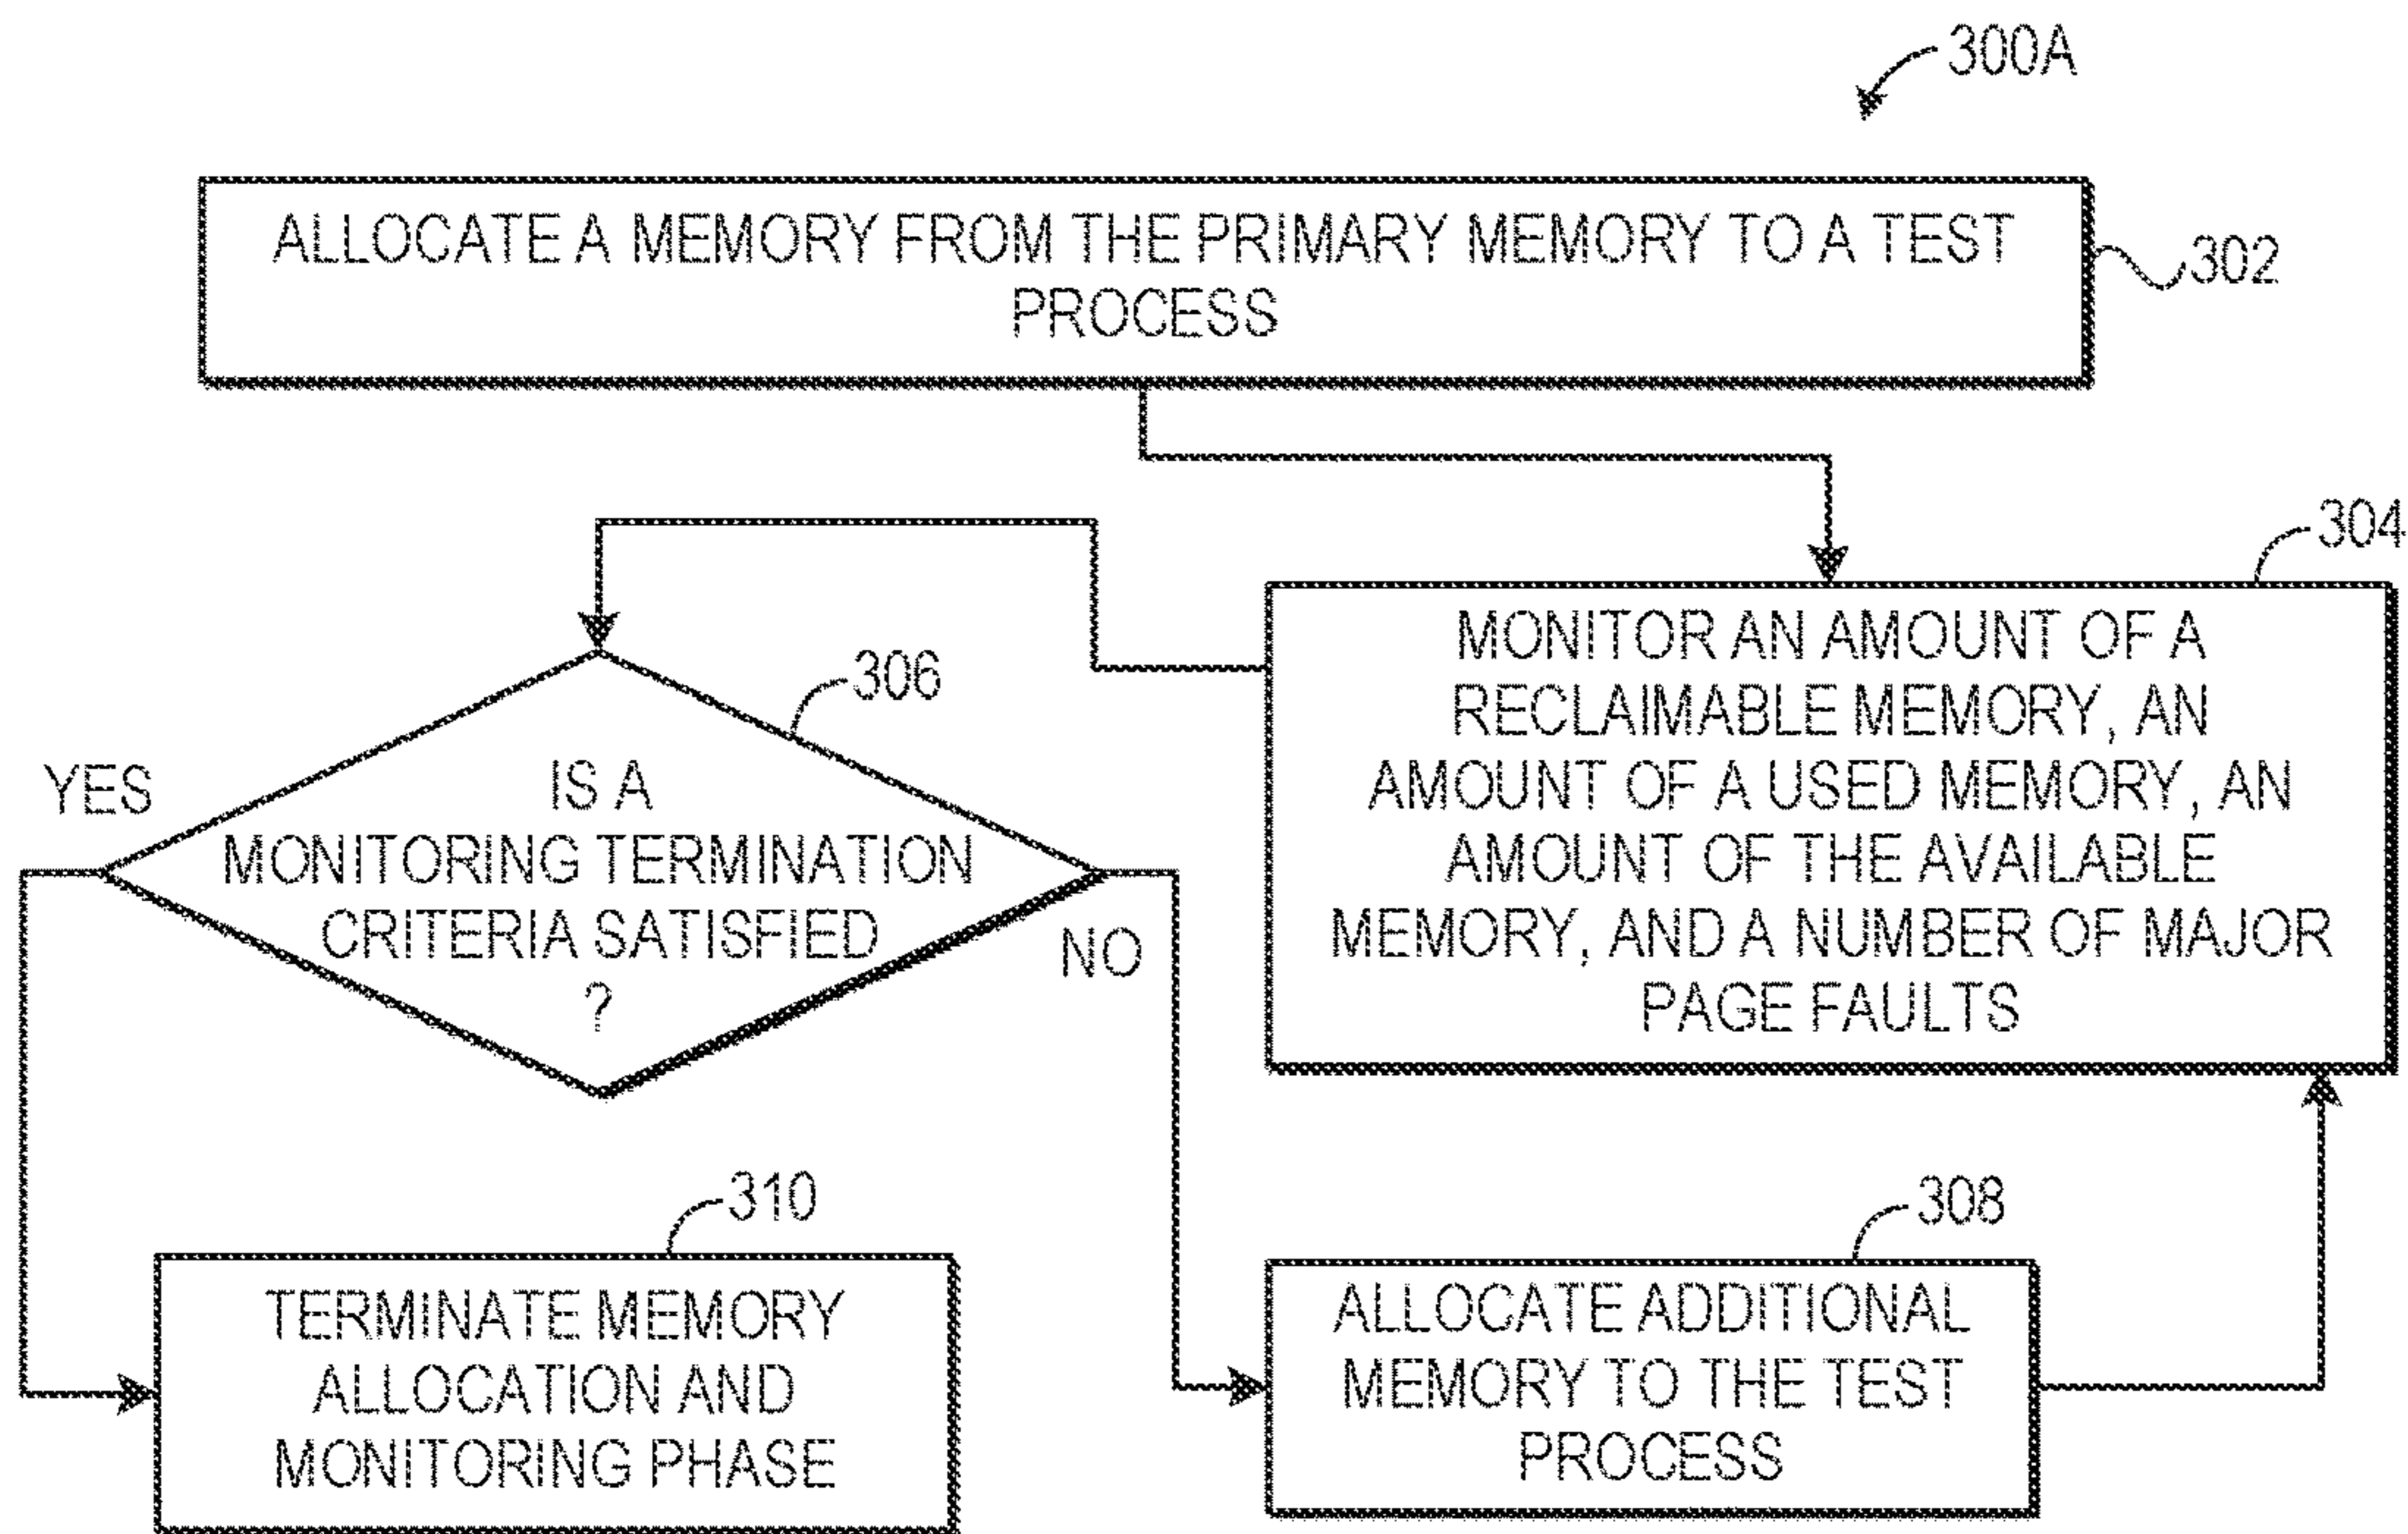 300A
ALLOCATE A MEMORY FROM THE PRIMARY MEMORY TO A TEST
PROCESS
302
304
MONITOR AN AMOUNT OF A
RECLAIMABLE MEMORY, AN
AMOUNT OF A USED MEMORY, AN
AMOUNT OF THE AVAILABLE
MEMORY, AND A NUMBER OF MAJOR
PAGE FAULTS
306
YES
IS A
MONITORING TERMINATION
CRITERIA SATISFIED
?
NO
310
TERMINATE MEMORY
ALLOCATION AND
MONITORING PHASE
308
ALLOCATE ADDITIONAL
MEMORY TO THE TEST
PROCESS